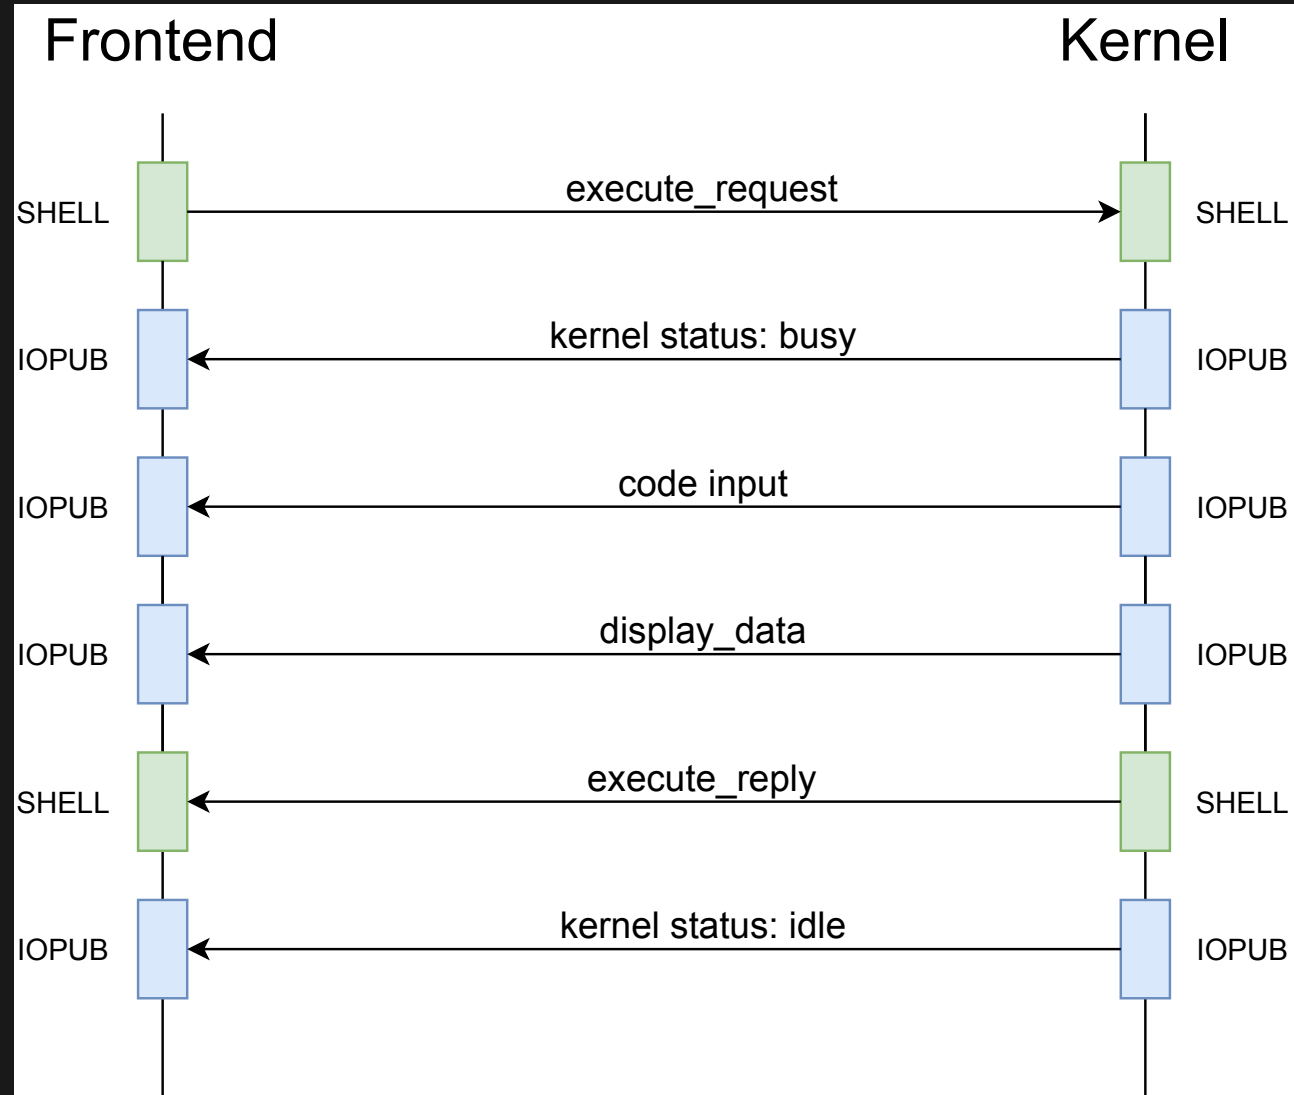 Frontend
Kernel
SHELL
execute_request
SHELL
IOPUB
kernel status: busy
IOPUB
IOPUB
code input
IOPUB
IOPUB
display_data
IOPUB
SHELL
execute_reply
SHELL
IOPUB
kernel status: idle
IOPUB